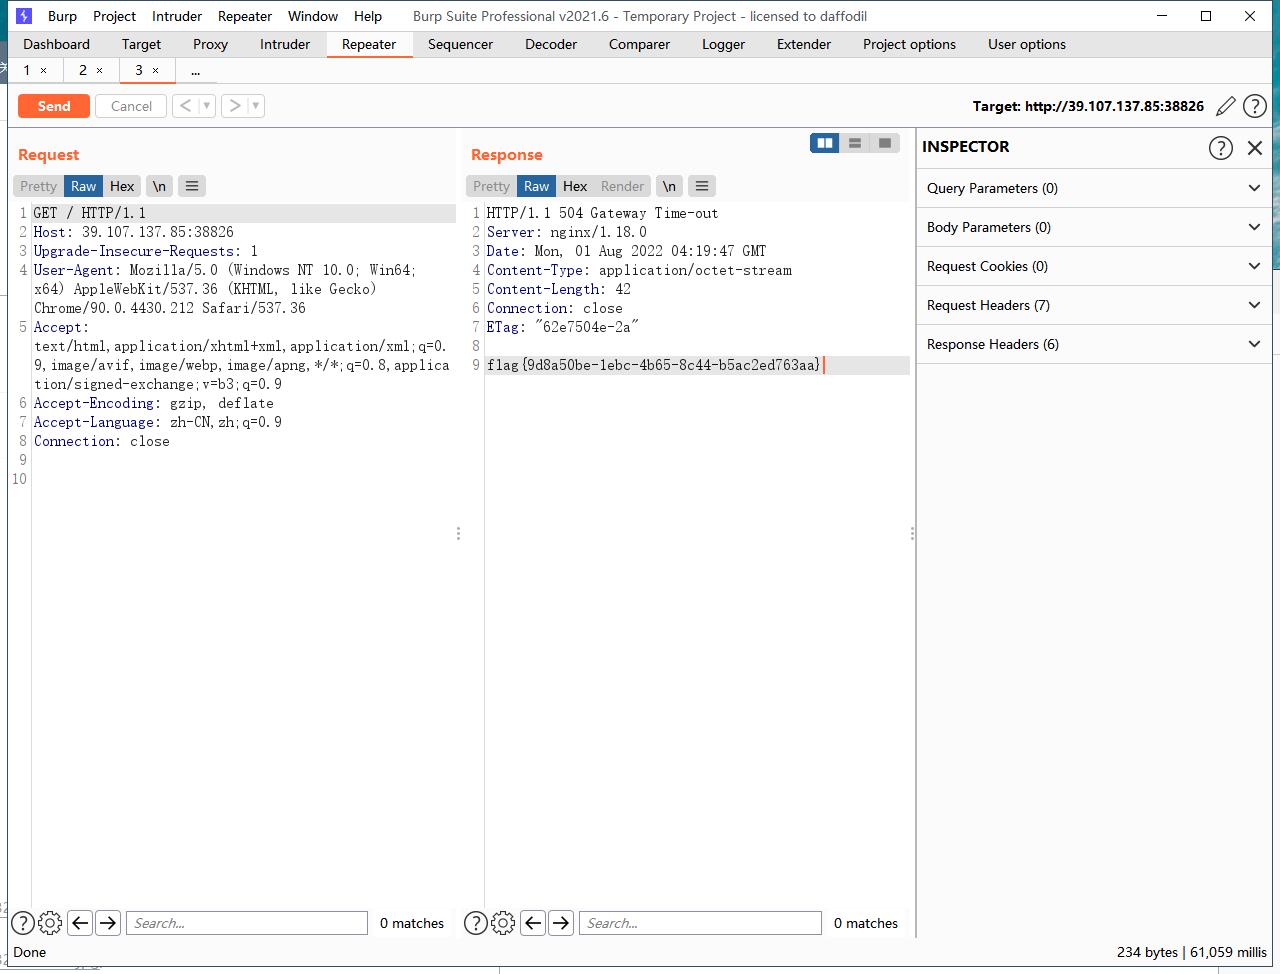 Burp Project Intruder Repeater Window Help Burp Suite Professional v2021.6 - Temporary Project - licensed to daffodil
Dashboard Target Proxy Intruder Repeater Sequencer Decoder Comparer Logger Extender Project options User options
1 × 2 × 3 × ...
Send Cancel < > Target: http://39.107.137.85:38826
Request
Pretty Raw Hex \n
1 GET / HTTP/1.1
2 Host: 39.107.137.85:38826
3 Upgrade-Insecure-Requests: 1
4 User-Agent: Mozilla/5.0 (Windows NT 10.0; Win64;
x64) AppleWebKit/537.36 (KHTML, like Gecko)
Chrome/90.0.4430.212 Safari/537.36
5 Accept:
text/html,application/xhtml+xml,application/xml;q=0.
9,image/avif,image/webp,image/apng,*/*;q=0.8,applica
tion/signed-exchange;v=b3;q=0.9
6 Accept-Encoding: gzip, deflate
7 Accept-Language: zh-CN,zh;q=0.9
8 Connection: close
9
10
Search... 0 matches
Response
Pretty Raw Hex Render \n
1 HTTP/1.1 504 Gateway Time-out
2 Server: nginx/1.18.0
3 Date: Mon, 01 Aug 2022 04:19:47 GMT
4 Content-Type: application/octet-stream
5 Content-Length: 42
6 Connection: close
7 ETag: "62e7504e-2a"
8
9 flag{9d8a50be-1ebc-4b65-8c44-b5ac2ed763aa}
Search... 0 matches
INSPECTOR
Query Parameters (0)
Body Parameters (0)
Request Cookies (0)
Request Headers (7)
Response Headers (6)
Done 234 bytes | 61,059 millis